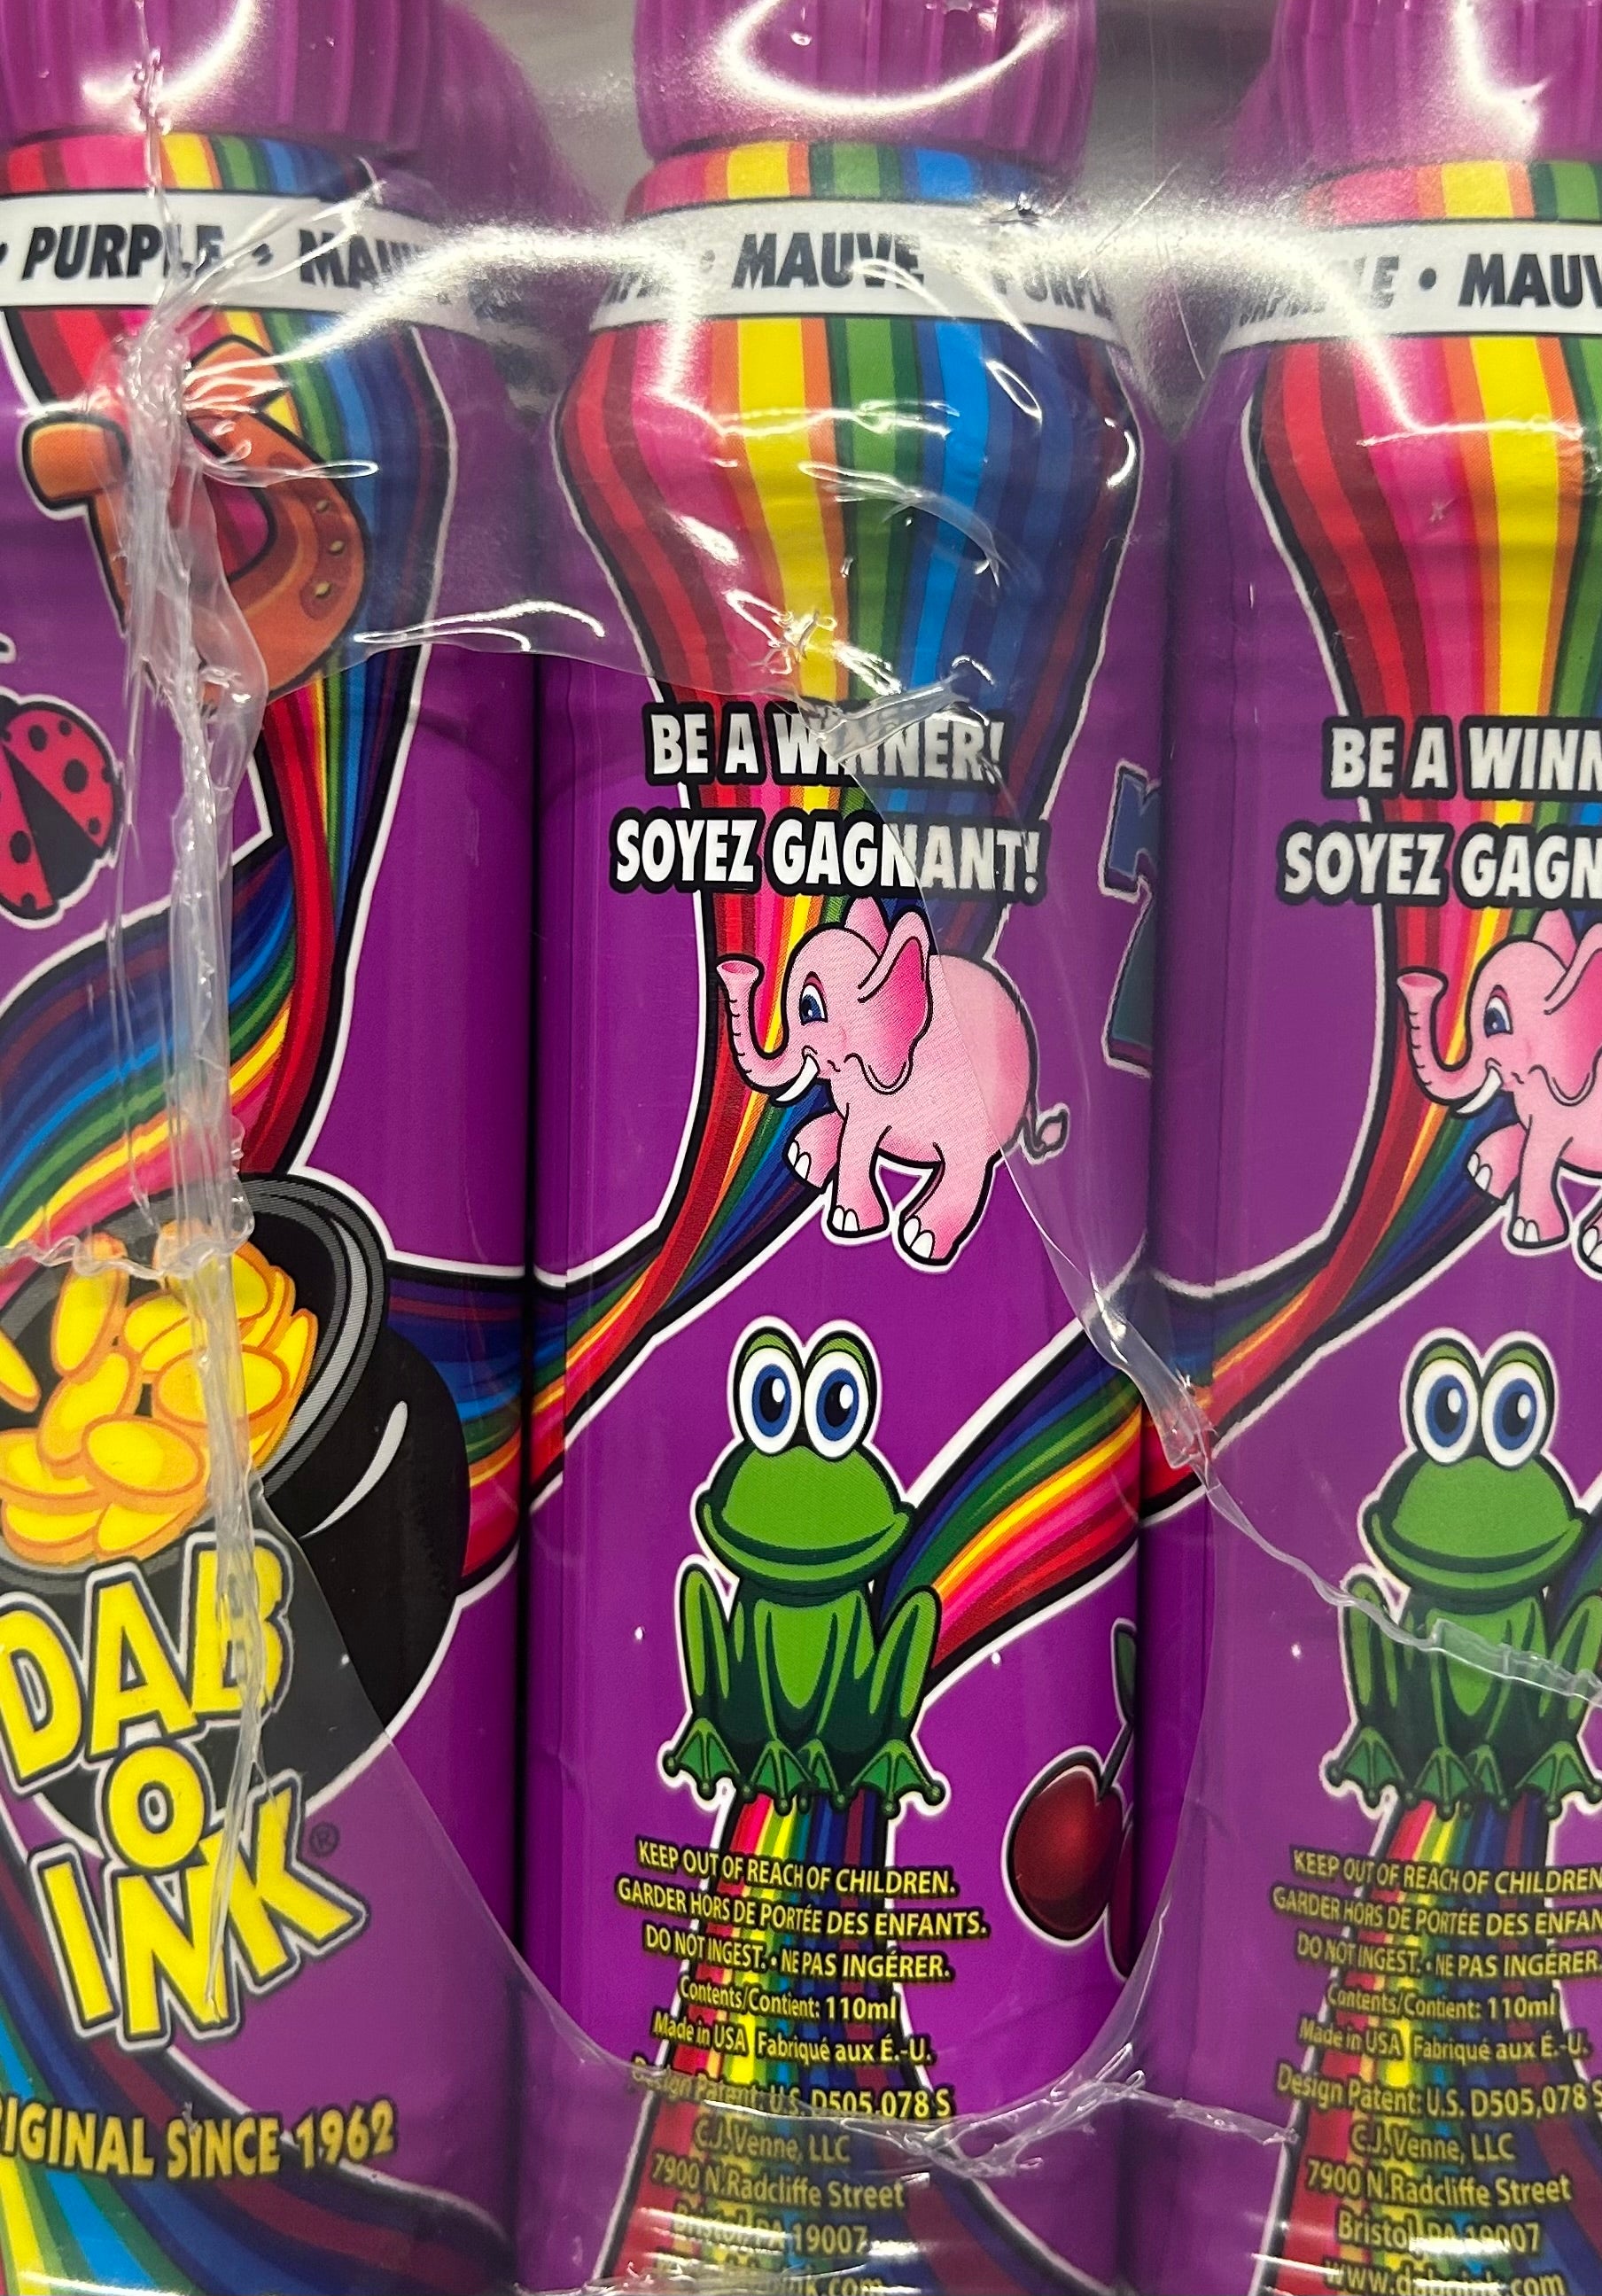 • PURPLE • MAUVE
• MAUVE • PURPLE
• MAUV
BE A WINNER!
SOYEZ GAGNANT!
BE A WINN
SOYEZ GAGN
DAB
O
INK®
RIGINAL SINCE 1962
KEEP OUT OF REACH OF CHILDREN.
GARDER HORS DE PORTÉE DES ENFANTS.
DO NOT INGEST. • NE PAS INGÉRER.
Contents/Contient: 110ml
Made in USA Fabriqué aux É.-U.
Design Patent: U.S. D505,078 S
C.J. Venne, LLC
7900 N.Radcliffe Street
Bristol, PA 19007
KEEP OUT OF REACH OF CHILDREN
GARDER HORS DE PORTÉE DES ENFAN
DO NOT INGEST. • NE PAS INGÉRER.
Contents/Contient: 110ml
Made in USA Fabriqué aux É.-U.
Design Patent: U.S. D505,078 S
C.J. Venne, LLC
7900 N.Radcliffe Street
Bristol, PA 19007